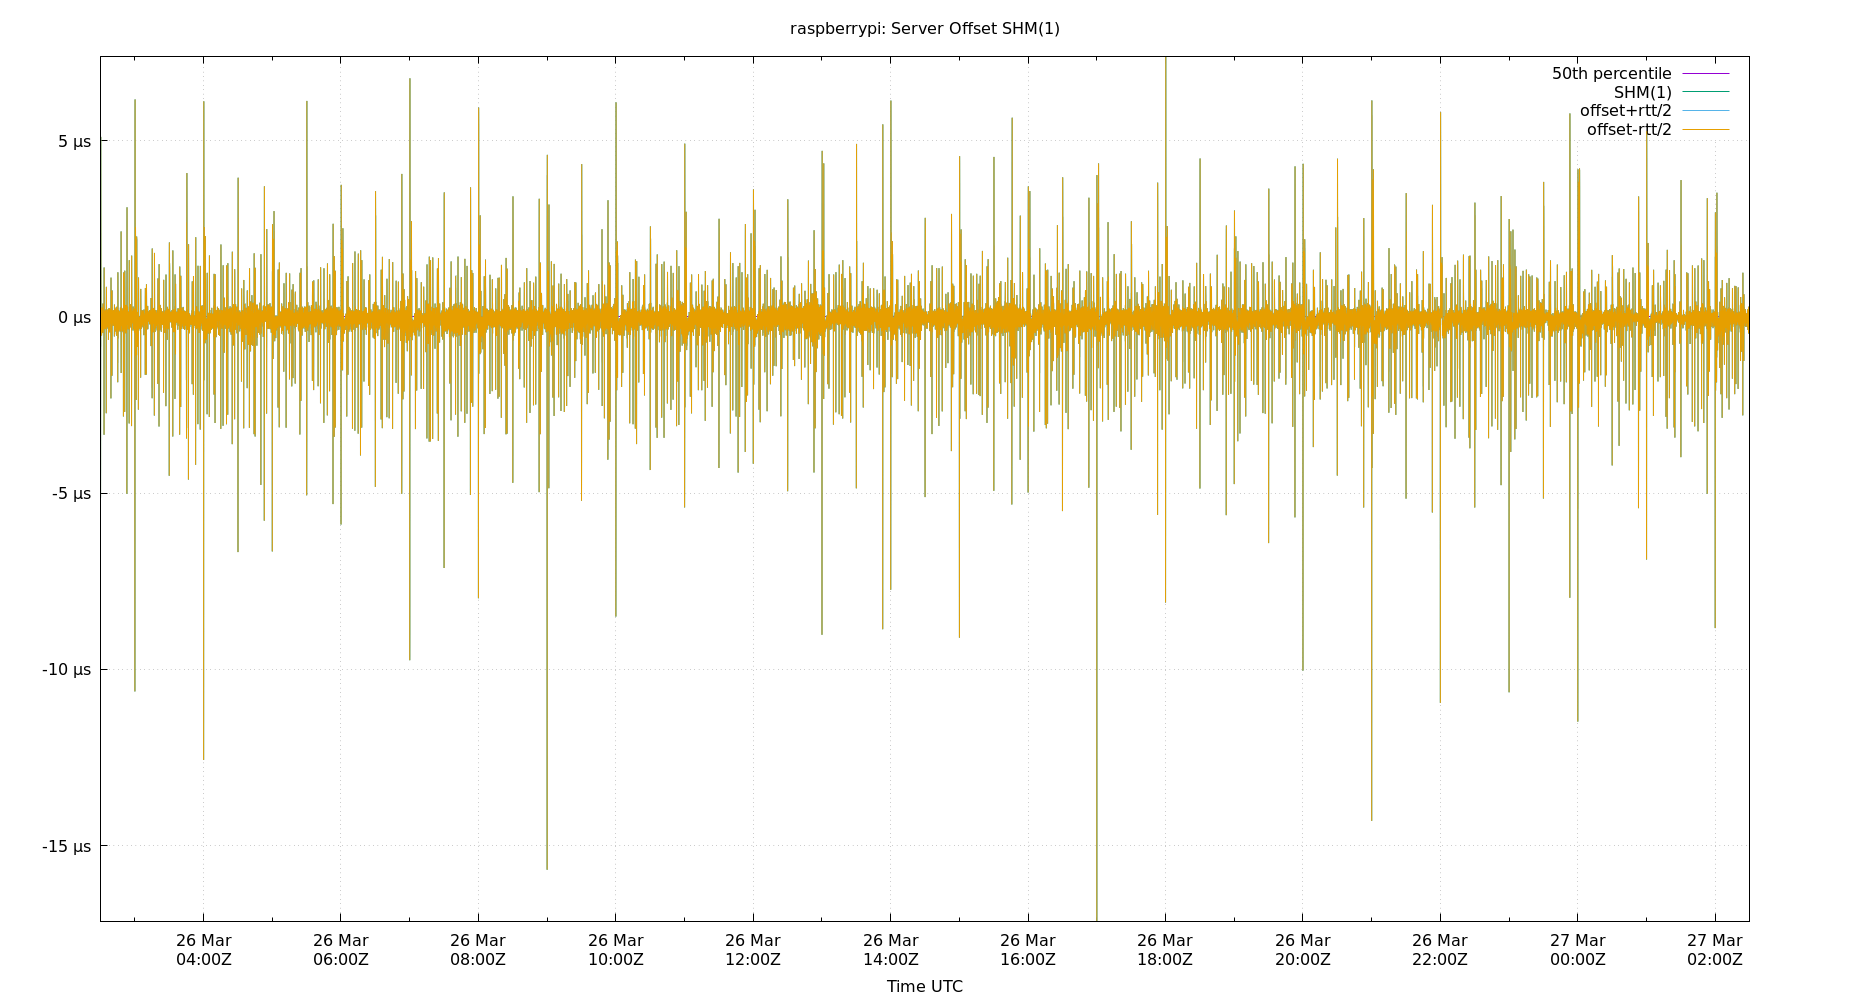 raspberrypi: Server Offset SHM(1)
50th percentile
SHM(1)
offset+rtt/2
offset-rtt/2
5 µs
0 µs
-5 µs
-10 µs
-15 µs
26 Mar 26 Mar 26 Mar 26 Mar 26 Mar 26 Mar 26 Mar 26 Mar 26 Mar 26 Mar 27 Mar 27 Mar
04:00Z 06:00Z 08:00Z 10:00Z 12:00Z 14:00Z 16:00Z 18:00Z 20:00Z 22:00Z 00:00Z 02:00Z
Time UTC